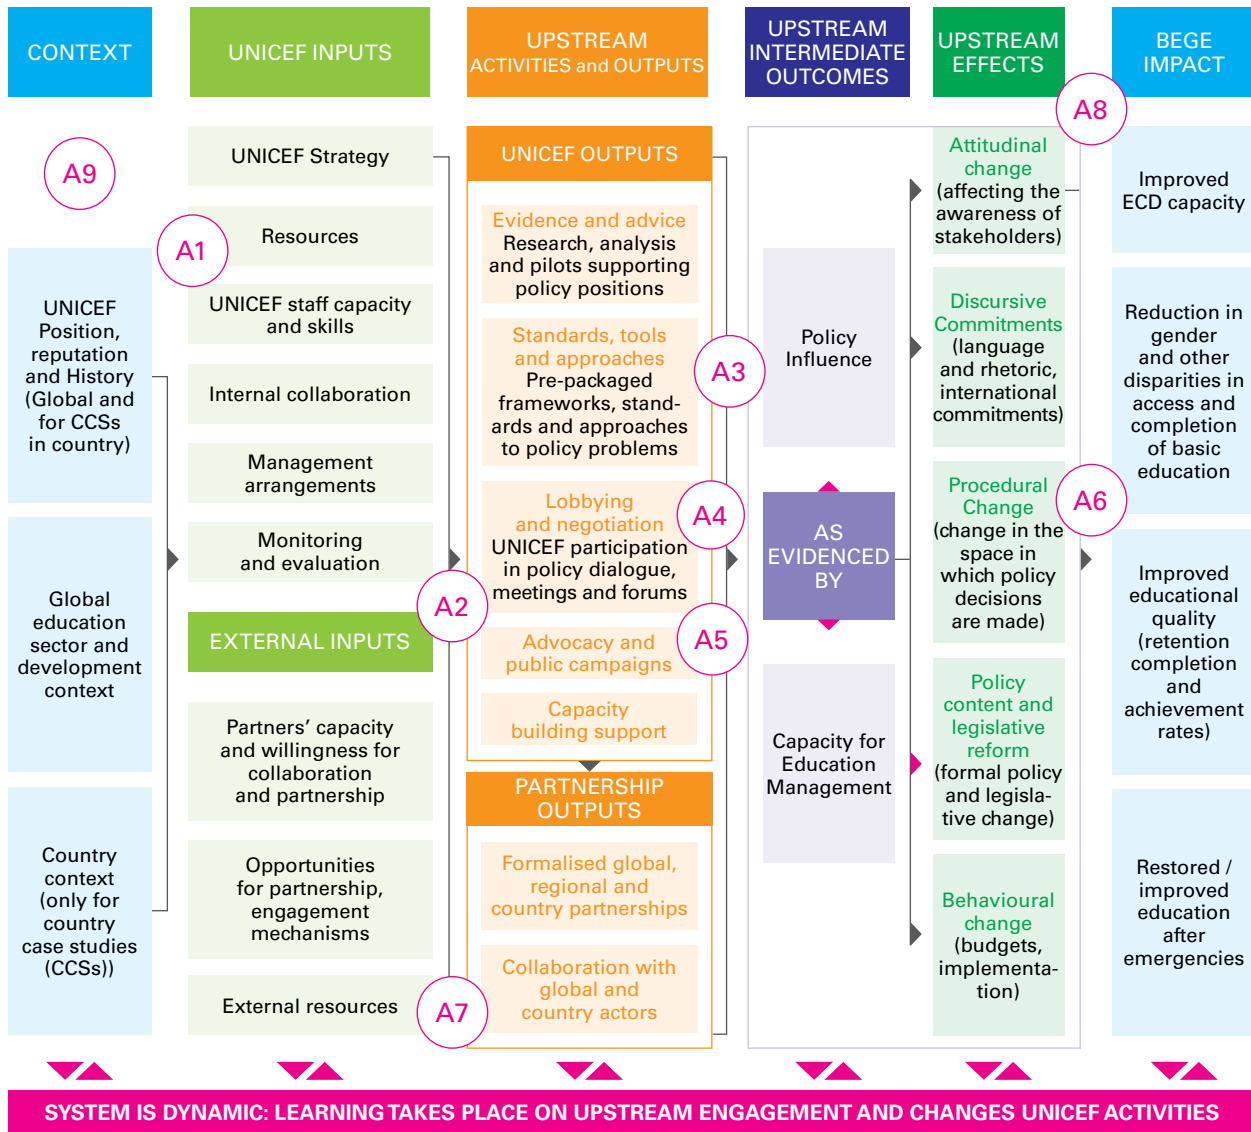 CONTEXT
UNICEF INPUTS
UPSTREAM
ACTIVITIES and OUTPUTS
UPSTREAM
INTERMEDIATE
OUTCOMES
UPSTREAM
EFFECTS
BEGE
IMPACT
A9
UNICEF
Position,
reputation
and History
(Global and
for CCSs
in country)
Global
education
sector and
development
context
Country
context
(only for
country
case studies
(CCSs))
A1
UNICEF Strategy
Resources
UNICEF staff capacity
and skills
Internal collaboration
Management
arrangements
Monitoring
and evaluation
A2
EXTERNAL INPUTS
Partners’ capacity
and willingness for
collaboration
and partnership
Opportunities
for partnership,
engagement
mechanisms
External resources
A7
UNICEF OUTPUTS
Evidence and advice
Research, analysis
and pilots supporting
policy positions
Standards, tools
and approaches
Pre-packaged
frameworks, stand-
ards and approaches
to policy problems
A3
Lobbying
and negotiation
UNICEF participation
in policy dialogue,
meetings and forums
A4
Advocacy and
public campaigns
A5
Capacity
building support
PARTNERSHIP
OUTPUTS
Formalised global,
regional and
country partnerships
Collaboration with
global and
country actors
Policy
Influence
AS
EVIDENCED
BY
Capacity for
Education
Management
A8
Attitudinal
change
(affecting the
awareness of
stakeholders)
Discursive
Commitments
(language
and rhetoric,
international
commitments)
Procedural
Change
(change in the
space in
which policy
decisions
are made)
A6
Policy
content and
legislative
reform
(formal policy
and legisla-
tive change)
Behavioural
change
(budgets,
implementa-
tion)
Improved
ECD capacity
Reduction in
gender
and other
disparities in
access and
completion
of basic
education
Improved
educational
quality
(retention
completion
and
achievement
rates)
Restored /
improved
education
after
emergencies
SYSTEM IS DYNAMIC: LEARNING TAKES PLACE ON UPSTREAM ENGAGEMENT AND CHANGES UNICEF ACTIVITIES